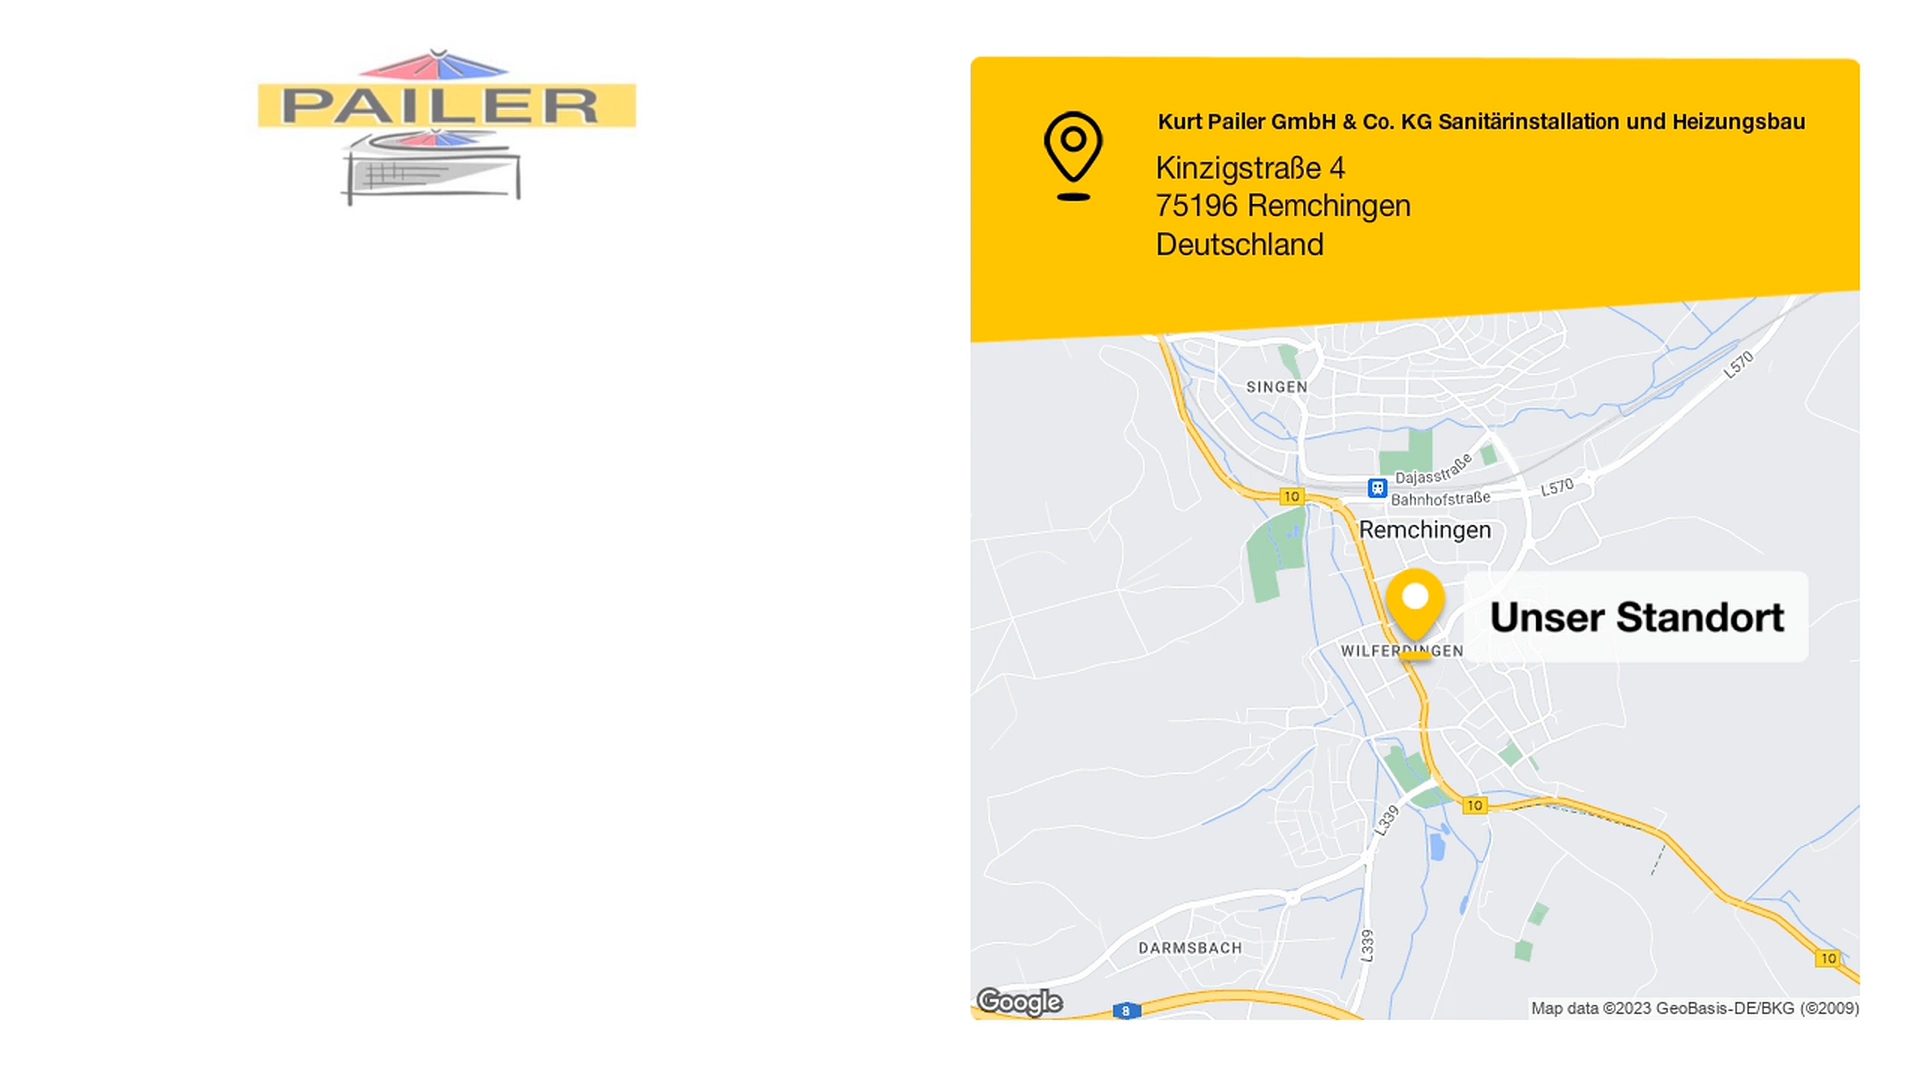 PAILER
Kurt Pailer GmbH & Co. KG Sanitärinstallation und Heizungsbau
Kinzigstraße 4
75196 Remchingen
Deutschland
L570
SINGEN
Dajasstraße
10
Bahnhofstraße
L570
Remchingen
Unser Standort
WILFERDINGEN
10
L339
DARMSBACH
L339
10
Google
8
Map data ©2023 GeoBasis-DE/BKG (©2009)